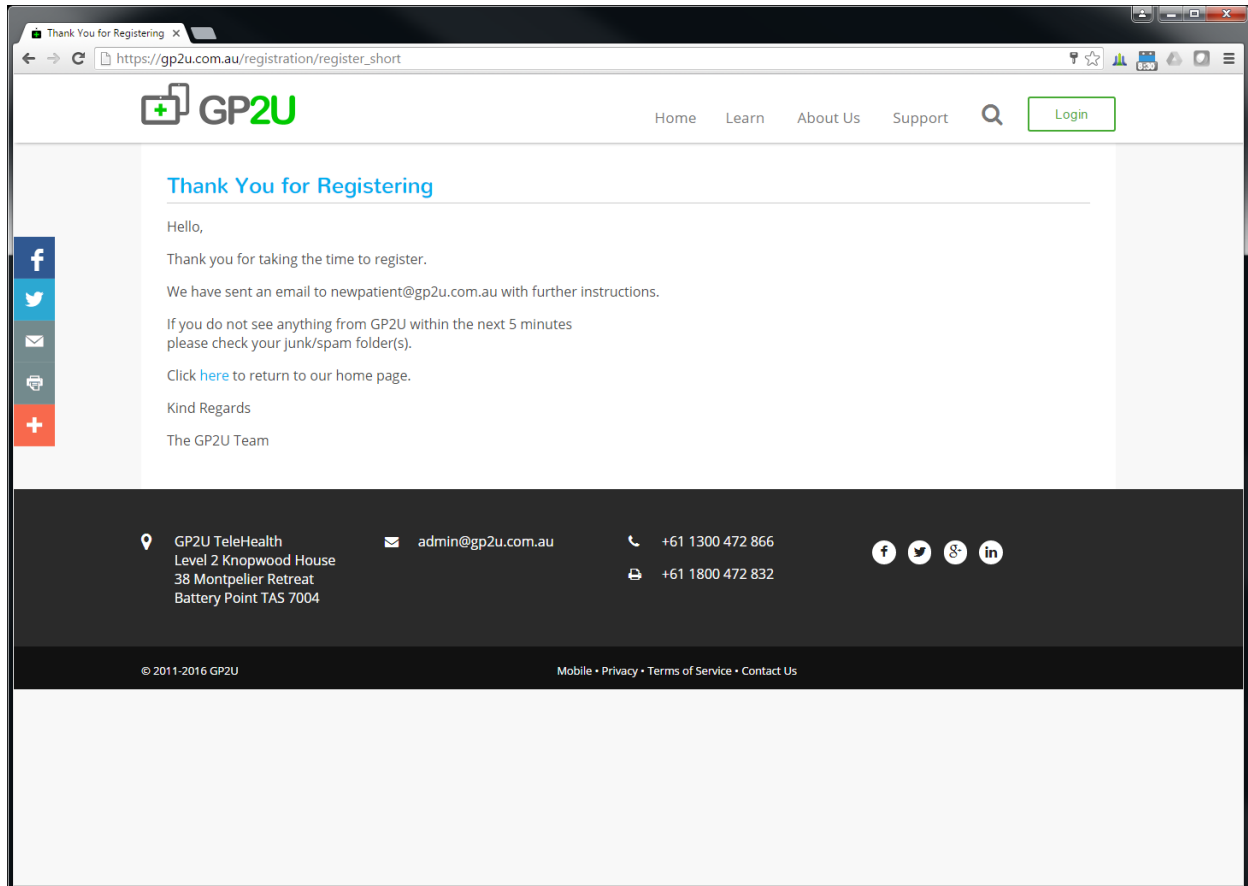 Thank You for Registering
https://gp2u.com.au/registration/register_short
GP2U
Home Learn About Us Support Login
Thank You for Registering
Hello,
Thank you for taking the time to register.
We have sent an email to newpatient@gp2u.com.au with further instructions.
If you do not see anything from GP2U within the next 5 minutes
please check your junk/spam folder(s).
Click here to return to our home page.
Kind Regards
The GP2U Team
GP2U TeleHealth
Level 2 Knopwood House
38 Montpelier Retreat
Battery Point TAS 7004
admin@gp2u.com.au
+61 1300 472 866
+61 1800 472 832
© 2011-2016 GP2U
Mobile • Privacy • Terms of Service • Contact Us